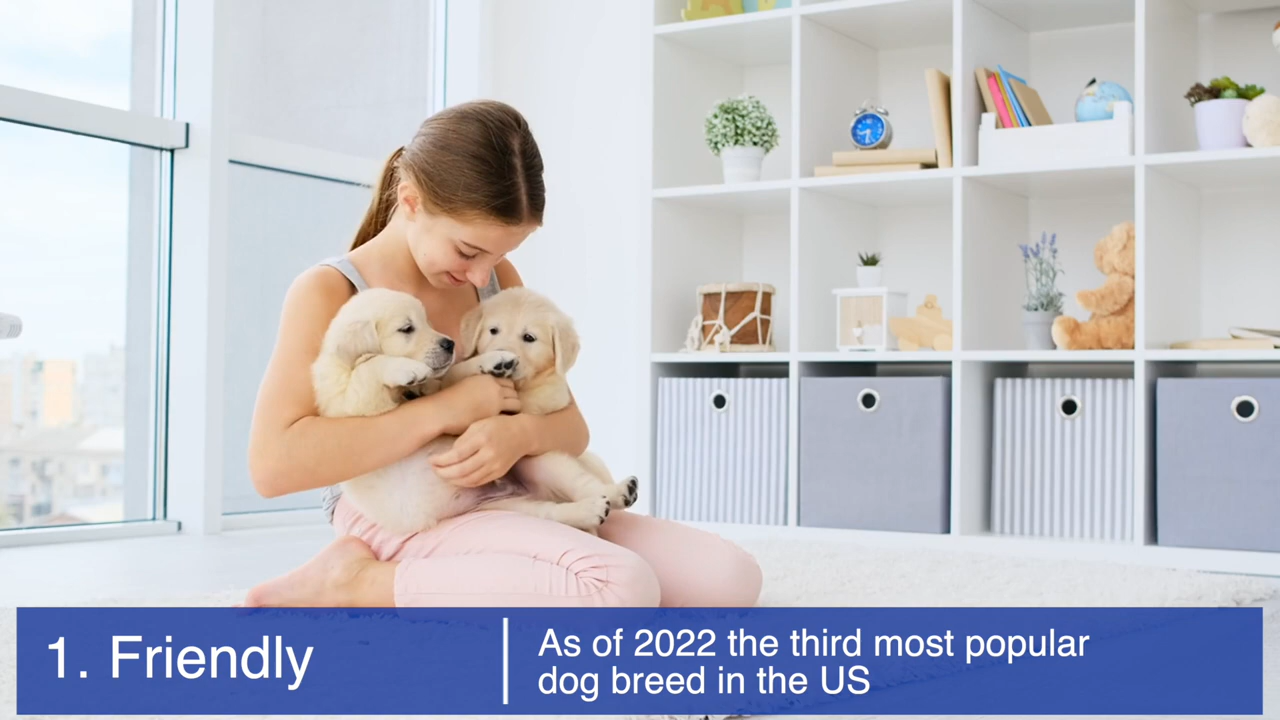 1. Friendly
As of 2022 the third most popular
dog breed in the US